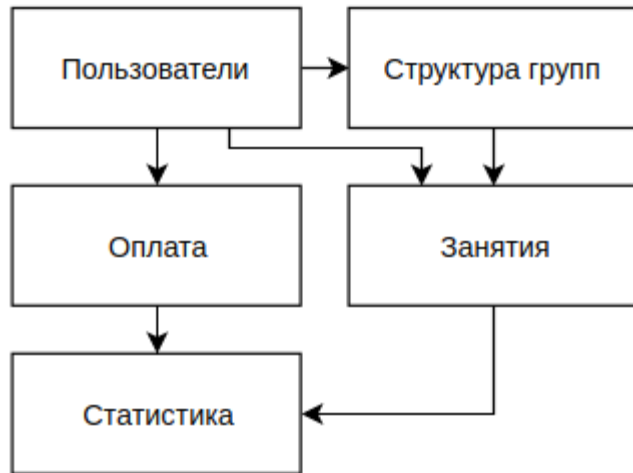 Пользователи
Структура групп
Оплата
Занятия
Статистика